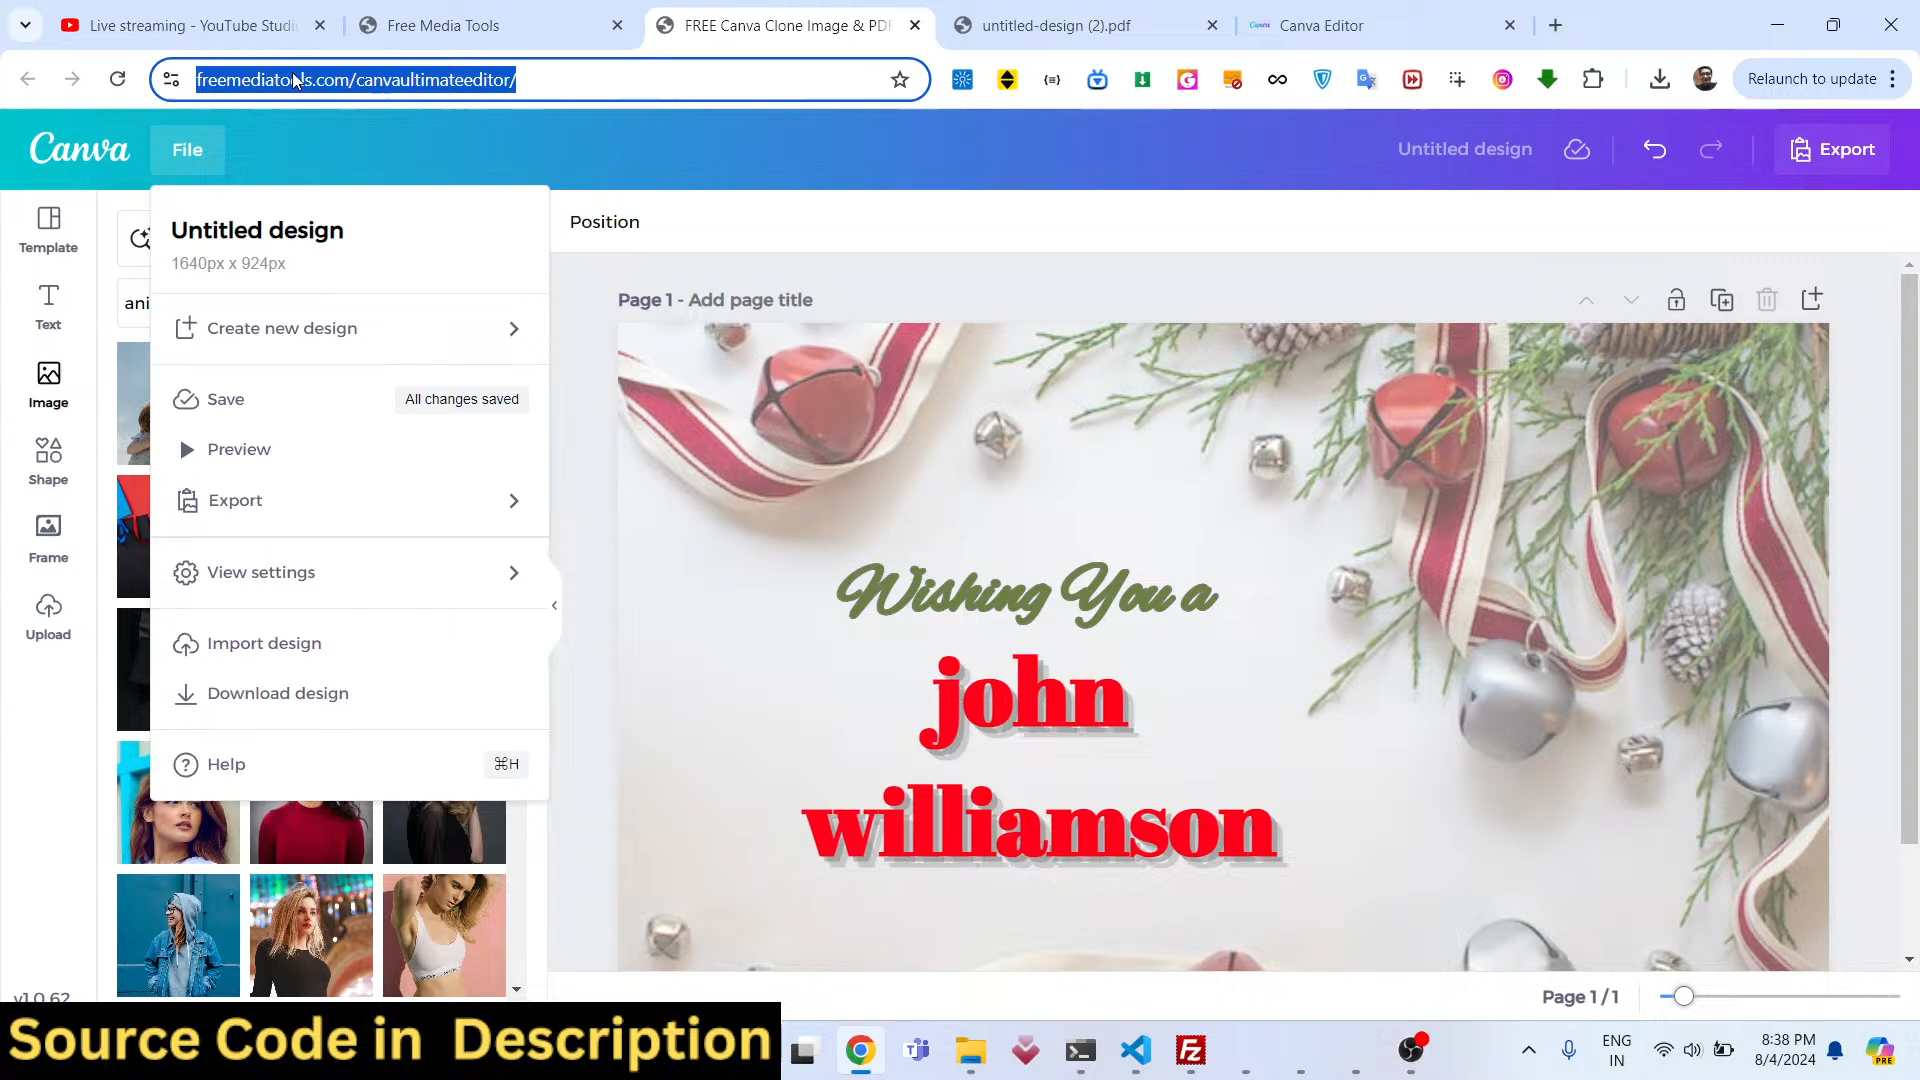 Live streaming - YouTube Studi
Free Media Tools
FREE Canva Clone Image & PDF
untitled-design (2).pdf
Canva Editor
freemediatools.com/canvaultimateeditor/
Relaunch to update
Canva
File
Untitled design
Export
Template
Text
Image
Shape
Frame
Upload
v1.0.62
ani
Untitled design
1640px x 924px
Create new design
Save
All changes saved
Preview
Export
View settings
Import design
Download design
Help
⌘H
Position
Page 1 - Add page title
Wishing You a
john
williamson
Page 1 / 1
Source Code in Description
ENG
IN
8:38 PM
8/4/2024